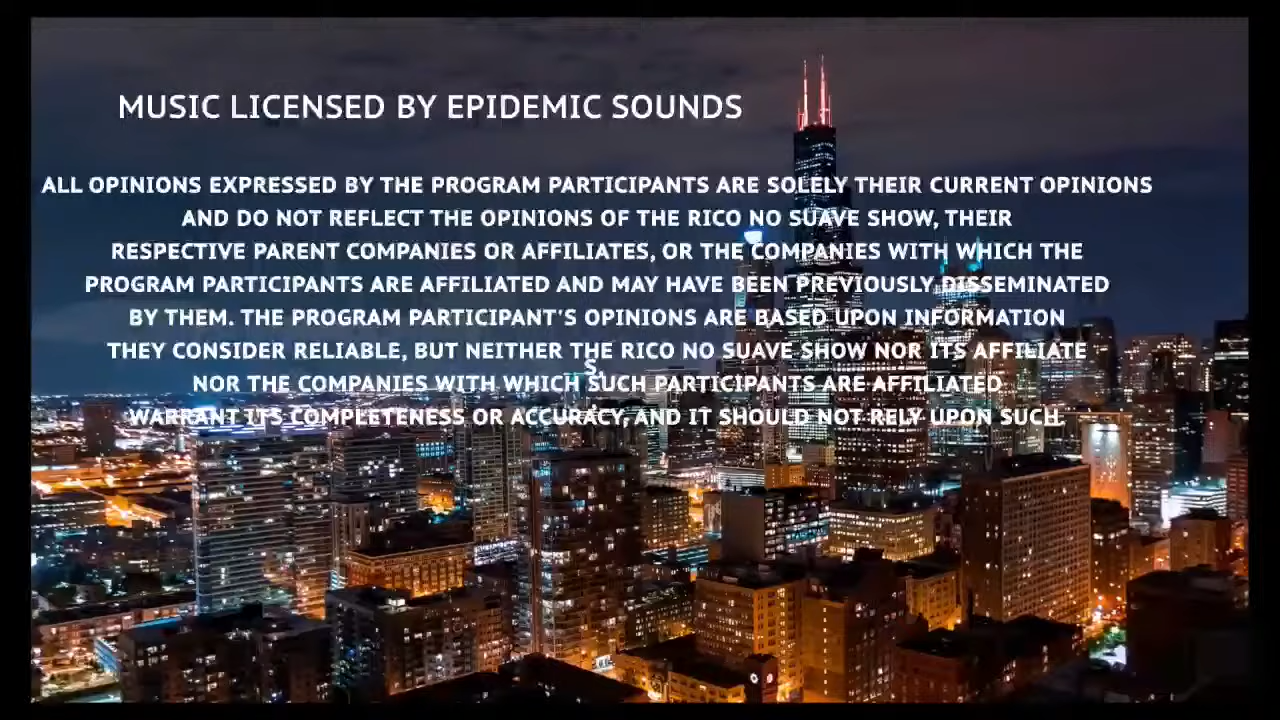 MUSIC LICENSED BY EPIDEMIC SOUNDS
ALL OPINIONS EXPRESSED BY THE PROGRAM PARTICIPANTS ARE SOLELY THEIR CURRENT OPINIONS
AND DO NOT REFLECT THE OPINIONS OF THE RICO NO SUAVE SHOW, THEIR
RESPECTIVE PARENT COMPANIES OR AFFILIATES, OR THE COMPANIES WITH WHICH THE
PROGRAM PARTICIPANTS ARE AFFILIATED AND MAY HAVE BEEN PREVIOUSLY DISSEMINATED
BY THEM. THE PROGRAM PARTICIPANT'S OPINIONS ARE BASED UPON INFORMATION
THEY CONSIDER RELIABLE, BUT NEITHER THE RICO NO SUAVE SHOW NOR ITS AFFILIATE
S,
NOR THE COMPANIES WITH WHICH SUCH PARTICIPANTS ARE AFFILIATED
WARRANT ITS COMPLETENESS OR ACCURACY, AND IT SHOULD NOT RELY UPON SUCH.